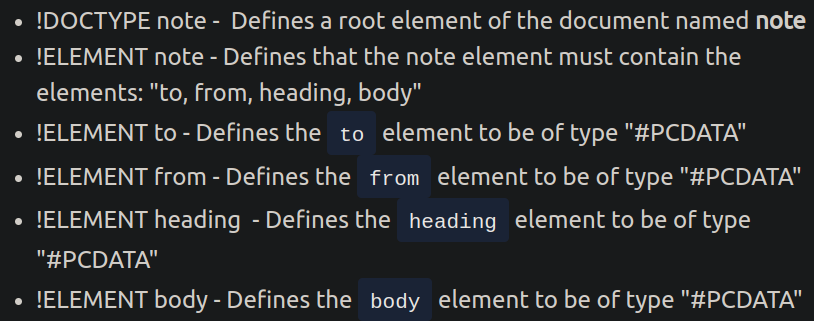 • !DOCTYPE note -  Defines a root element of the document named note
• !ELEMENT note - Defines that the note element must contain the
elements: "to, from, heading, body"
• !ELEMENT to - Defines the to element to be of type "#PCDATA"
• !ELEMENT from - Defines the from element to be of type "#PCDATA"
• !ELEMENT heading  - Defines the heading element to be of type
"#PCDATA"
• !ELEMENT body - Defines the body element to be of type "#PCDATA"